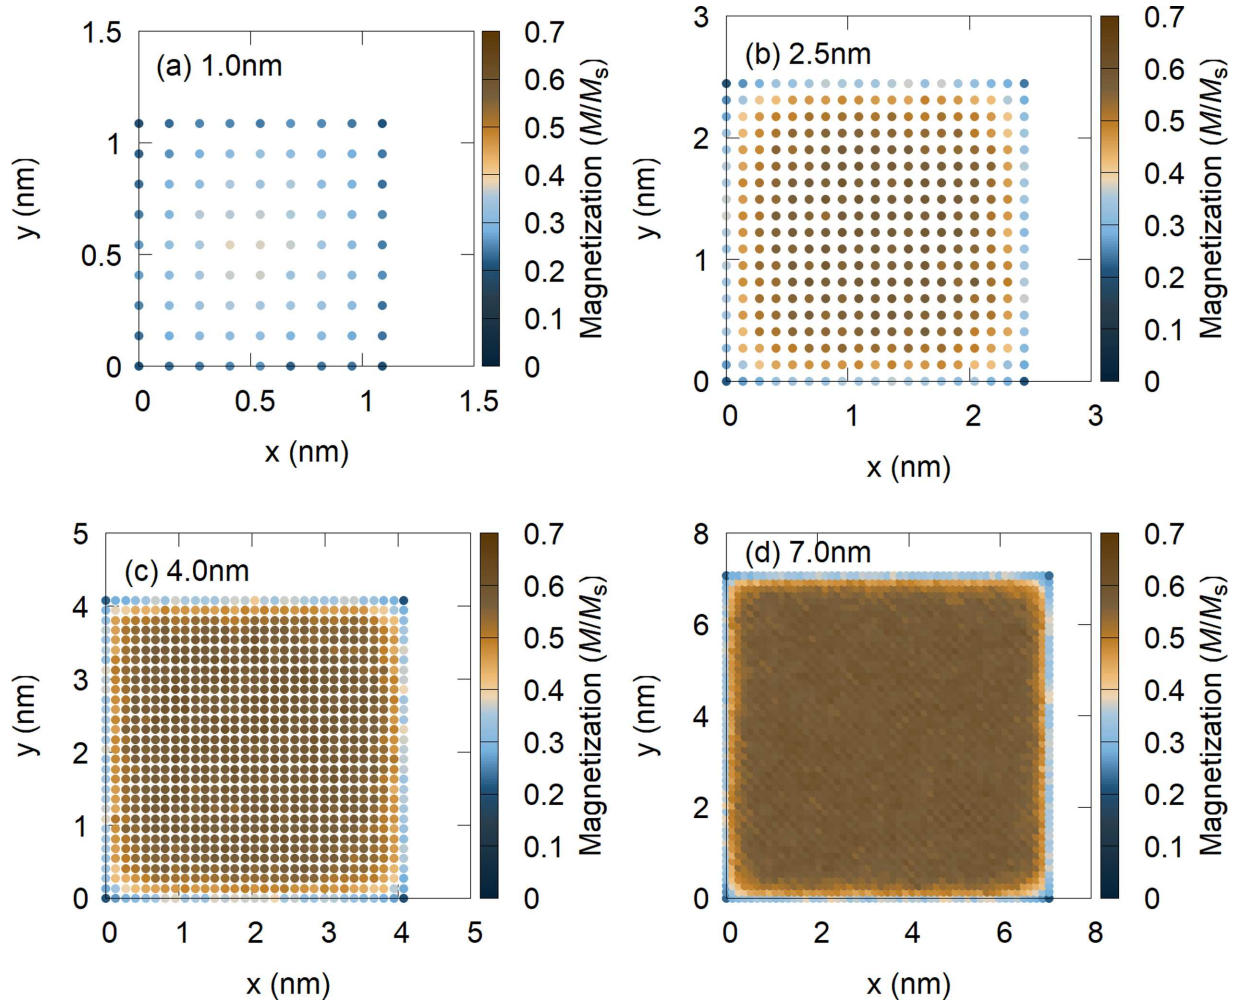 (a) 1.0nm
1.5
1
0.5
0
y (nm)
0 0.5 1 1.5
x (nm)
0.7
0.6
0.5
0.4
0.3
0.2
0.1
0
Magnetization (M/Ms)
(b) 2.5nm
3
2
1
0
y (nm)
0 1 2 3
x (nm)
0.7
0.6
0.5
0.4
0.3
0.2
0.1
0
Magnetization (M/Ms)
(c) 4.0nm
5
4
3
2
1
0
y (nm)
0 1 2 3 4 5
x (nm)
0.7
0.6
0.5
0.4
0.3
0.2
0.1
0
Magnetization (M/Ms)
(d) 7.0nm
8
6
4
2
0
y (nm)
0 2 4 6 8
x (nm)
0.7
0.6
0.5
0.4
0.3
0.2
0.1
0
Magnetization (M/Ms)